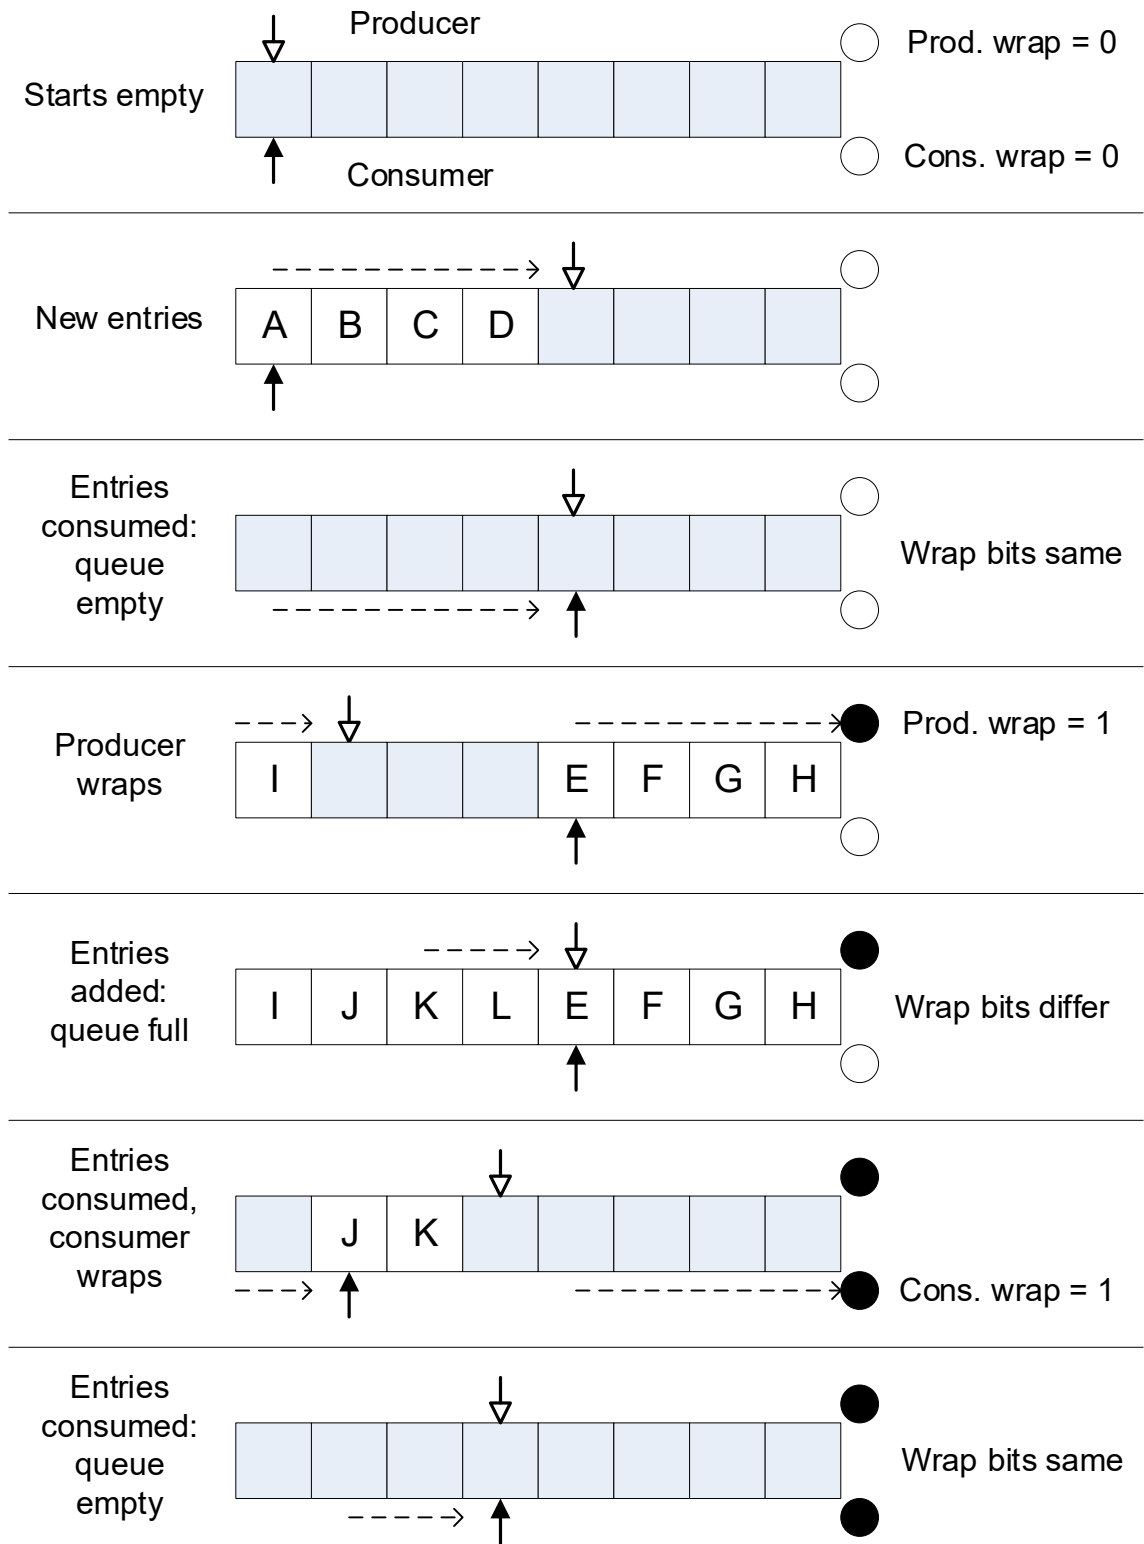 Producer
Prod. wrap = 0
Starts empty
Cons. wrap = 0
Consumer
New entries
A B C D
Entries
consumed:
queue
empty
Wrap bits same
Producer
wraps
Prod. wrap = 1
I E F G H
Entries
added:
queue full
I J K L E F G H
Wrap bits differ
Entries
consumed,
consumer
wraps
J K
Cons. wrap = 1
Entries
consumed:
queue
empty
Wrap bits same